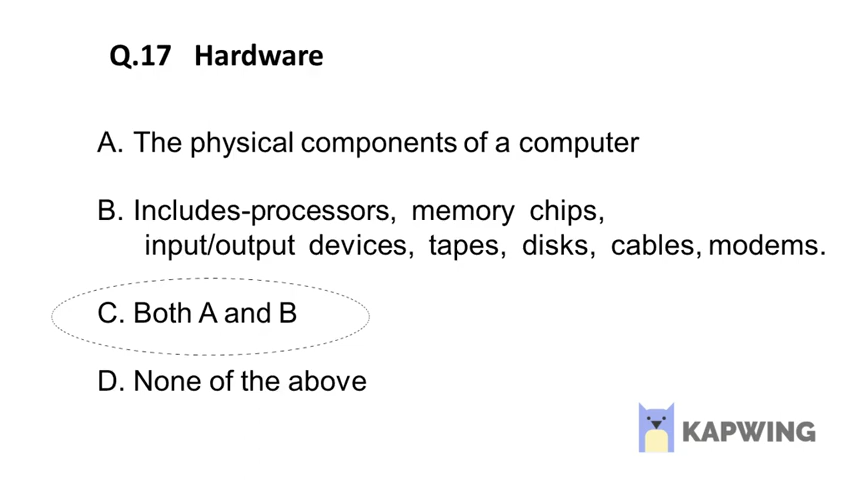 Q.17 Hardware
A. The physical components of a computer
B. Includes-processors, memory chips,
input/output devices, tapes, disks, cables, modems.
C. Both A and B
D. None of the above
KAPWING